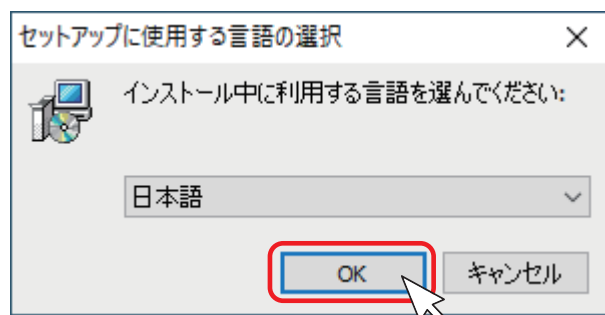 セットアップに使用する言語の選択
インストール中に利用する言語を選んでください:
日本語
OK キャンセル